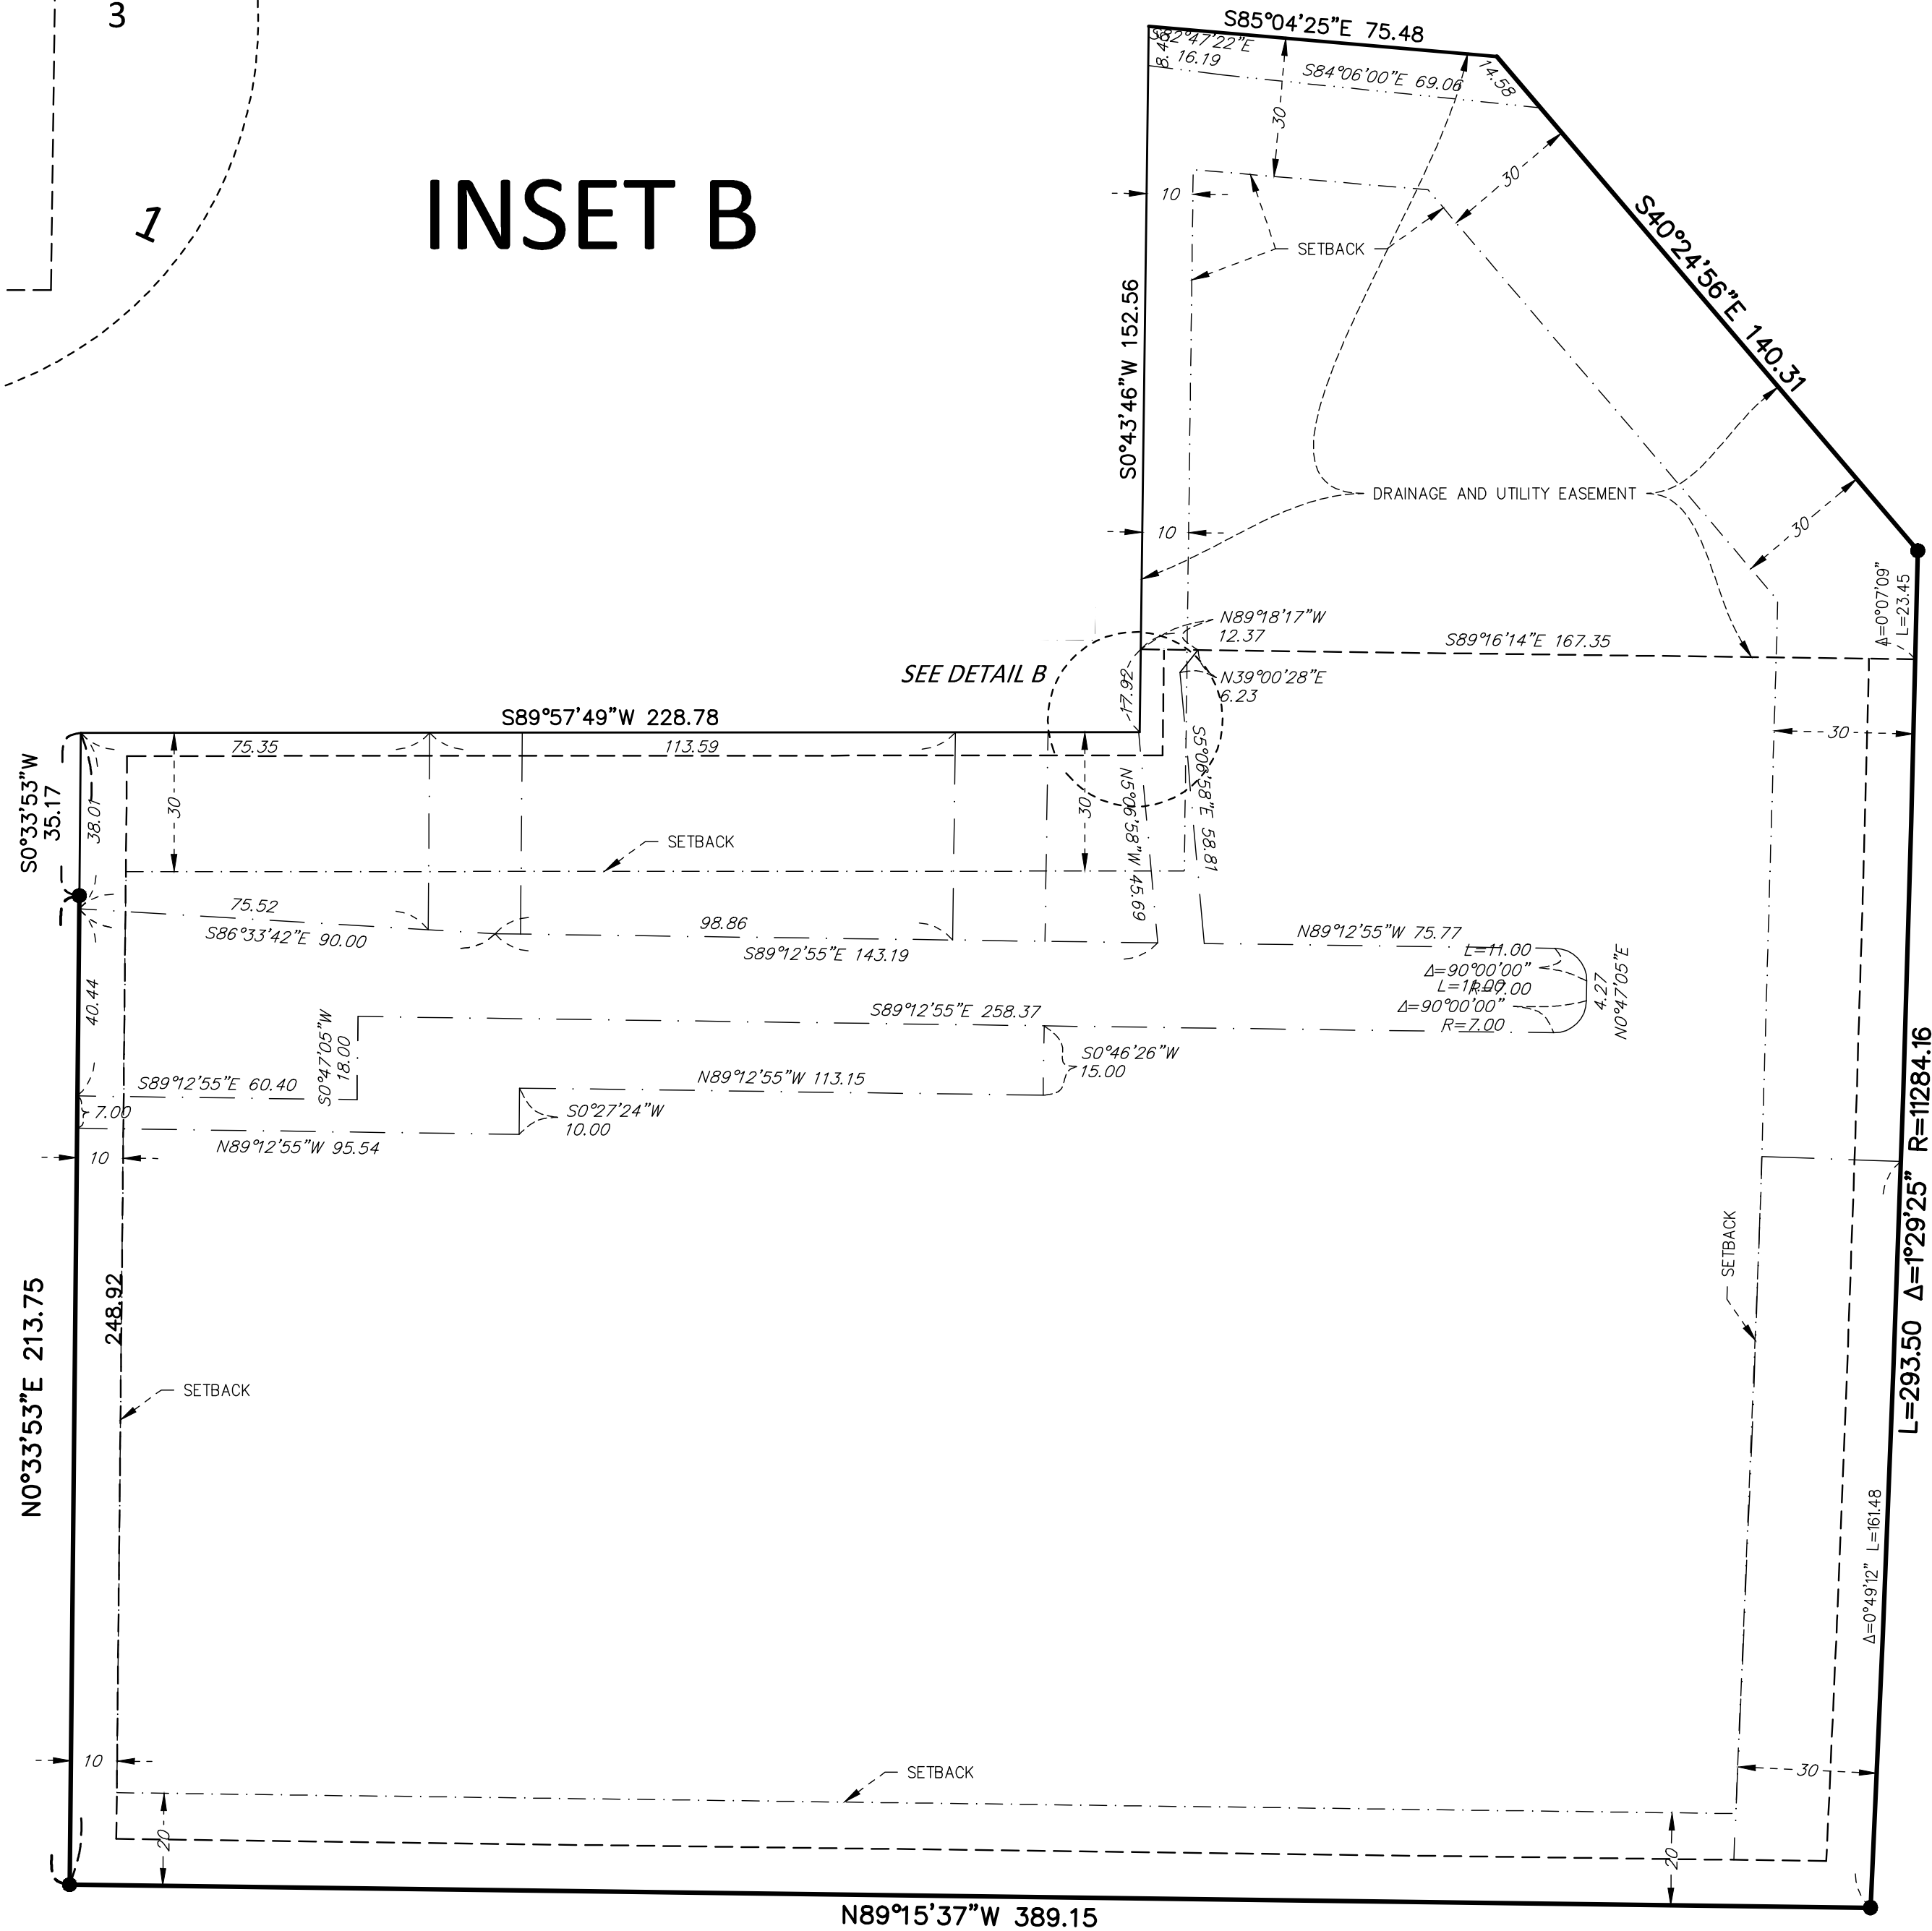 3
1
INSET B
S85°04'25"E 75.48
S82°47'22"E
16.19
S84°06'00"E 69.06
14.58
30
30
10
SETBACK
S40°24'56"E 140.31
S0°43'46"W 152.56
DRAINAGE AND UTILITY EASEMENT
30
10
Δ=0°07'09"
L=23.45
N89°18'17"W
12.37
S89°16'14"E 167.35
SEE DETAIL B
17.92
N39°00'28"E
6.23
S89°57'49"W 228.78
75.35
113.59
30
S0°33'53"W
35.17
38.01
30
30
SETBACK
N5°06'58"W 45.69
S5°06'58"E 58.81
75.52
S86°33'42"E 90.00
98.86
S89°12'55"E 143.19
N89°12'55"W 75.77
L=11.00
Δ=90°00'00"
R=7.00
L=11.00
Δ=90°00'00"
R=7.00
4.27
N0°47'05"E
40.44
S89°12'55"E 258.37
S0°47'05"W
18.00
S0°46'26"W
15.00
S89°12'55"E 60.40
N89°12'55"W 113.15
7.00
S0°27'24"W
10.00
N89°12'55"W 95.54
10
L=293.50 Δ=1°29'25" R=11284.16
SETBACK
N0°33'53"E 213.75
248.92
SETBACK
Δ=0°49'12" L=161.48
10
SETBACK
30
20
20
N89°15'37"W 389.15